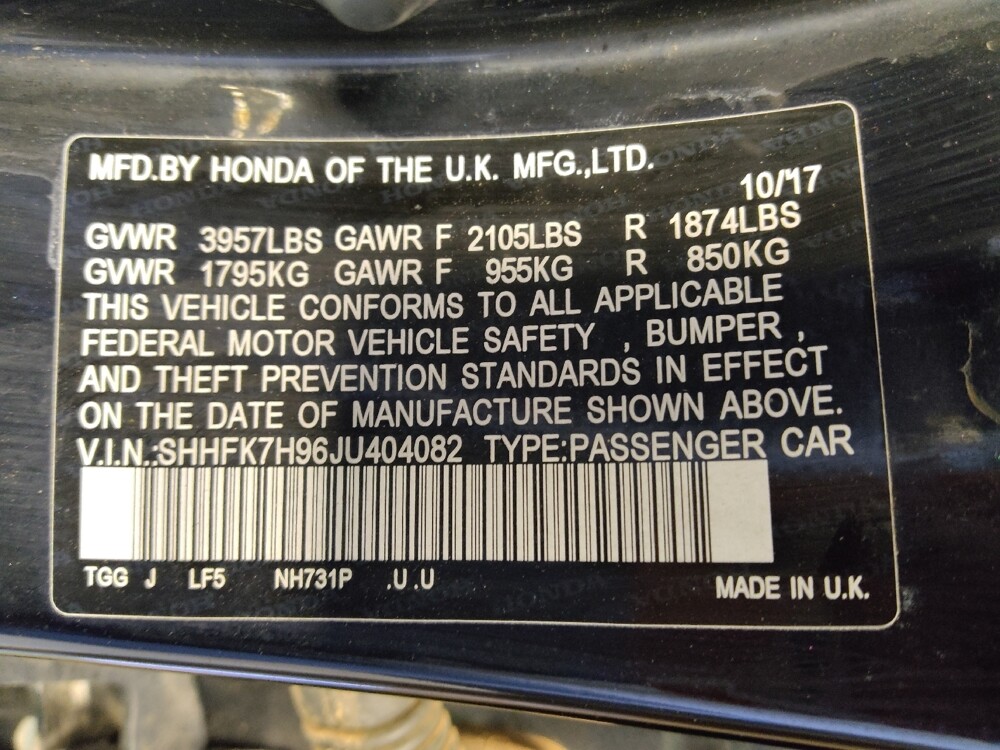 MFD.BY HONDA OF THE U.K. MFG.,LTD.
10/17
GVWR 3957LBS GAWR F 2105LBS R 1874LBS
GVWR 1795KG GAWR F 955KG R 850KG
THIS VEHICLE CONFORMS TO ALL APPLICABLE
FEDERAL MOTOR VEHICLE SAFETY , BUMPER ,
AND THEFT PREVENTION STANDARDS IN EFFECT
ON THE DATE OF MANUFACTURE SHOWN ABOVE.
V.I.N.:SHHFK7H96JU404082 TYPE:PASSENGER CAR
TGG J LF5 NH731P .U .U MADE IN U.K.